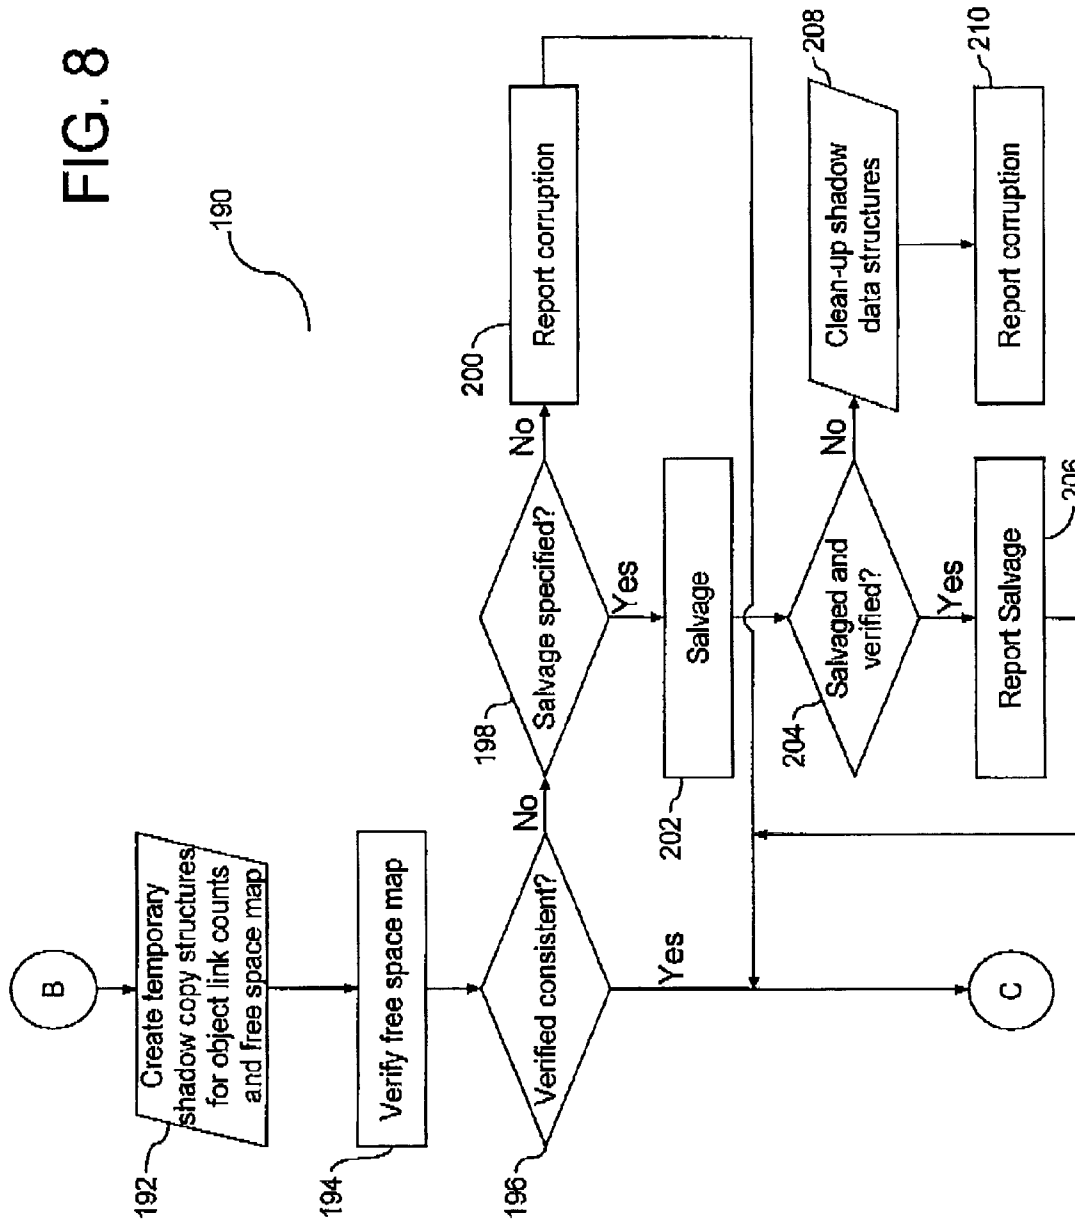 FIG. 8
190
B
192
Create temporary
shadow copy structures
for object link counts
and free space map
194
Verify free space map
196
Verified consistent?
No
Yes
198
Salvage specified?
No
Yes
200
Report corruption
202
Salvage
204
Salvaged and
verified?
No
Yes
206
Report Salvage
208
Clean-up shadow
data structures
210
Report corruption
C